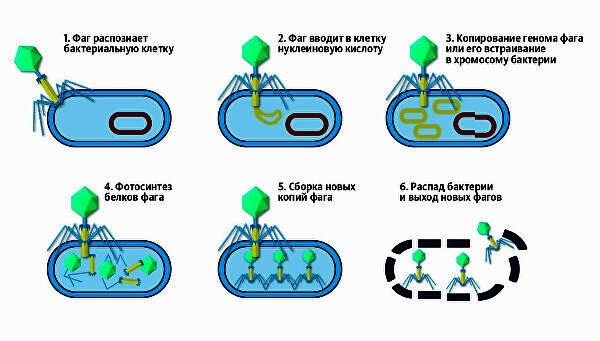 1. Фаг распознает
бактериальную клетку
2. Фаг вводит в клетку
нуклеиновую кислоту
3. Копирование генома фага
или его встраивание
в хромосому бактерии
4. Фотосинтез
белков фага
5. Сборка новых
копий фага
6. Распад бактерии
и выход новых фагов